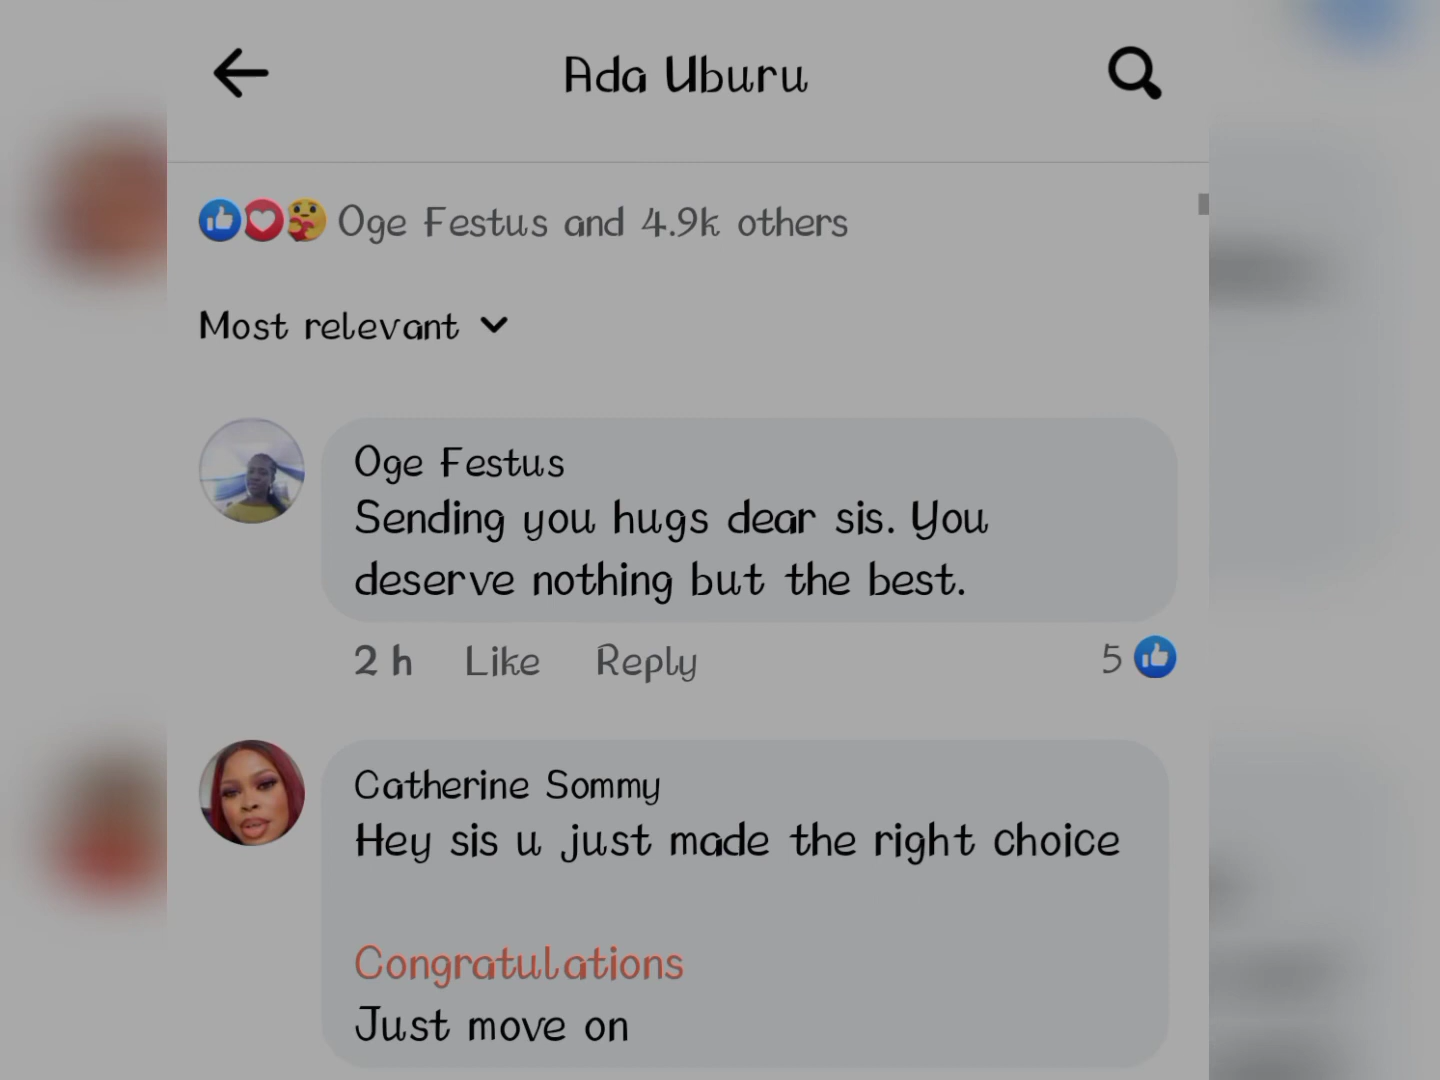 Ada Uburu
Oge Festus and 4.9k others
Most relevant
Oge Festus
Sending you hugs dear sis. You
deserve nothing but the best.
2 h Like Reply 5
Catherine Sommy
Hey sis u just made the right choice
Congratulations
Just move on